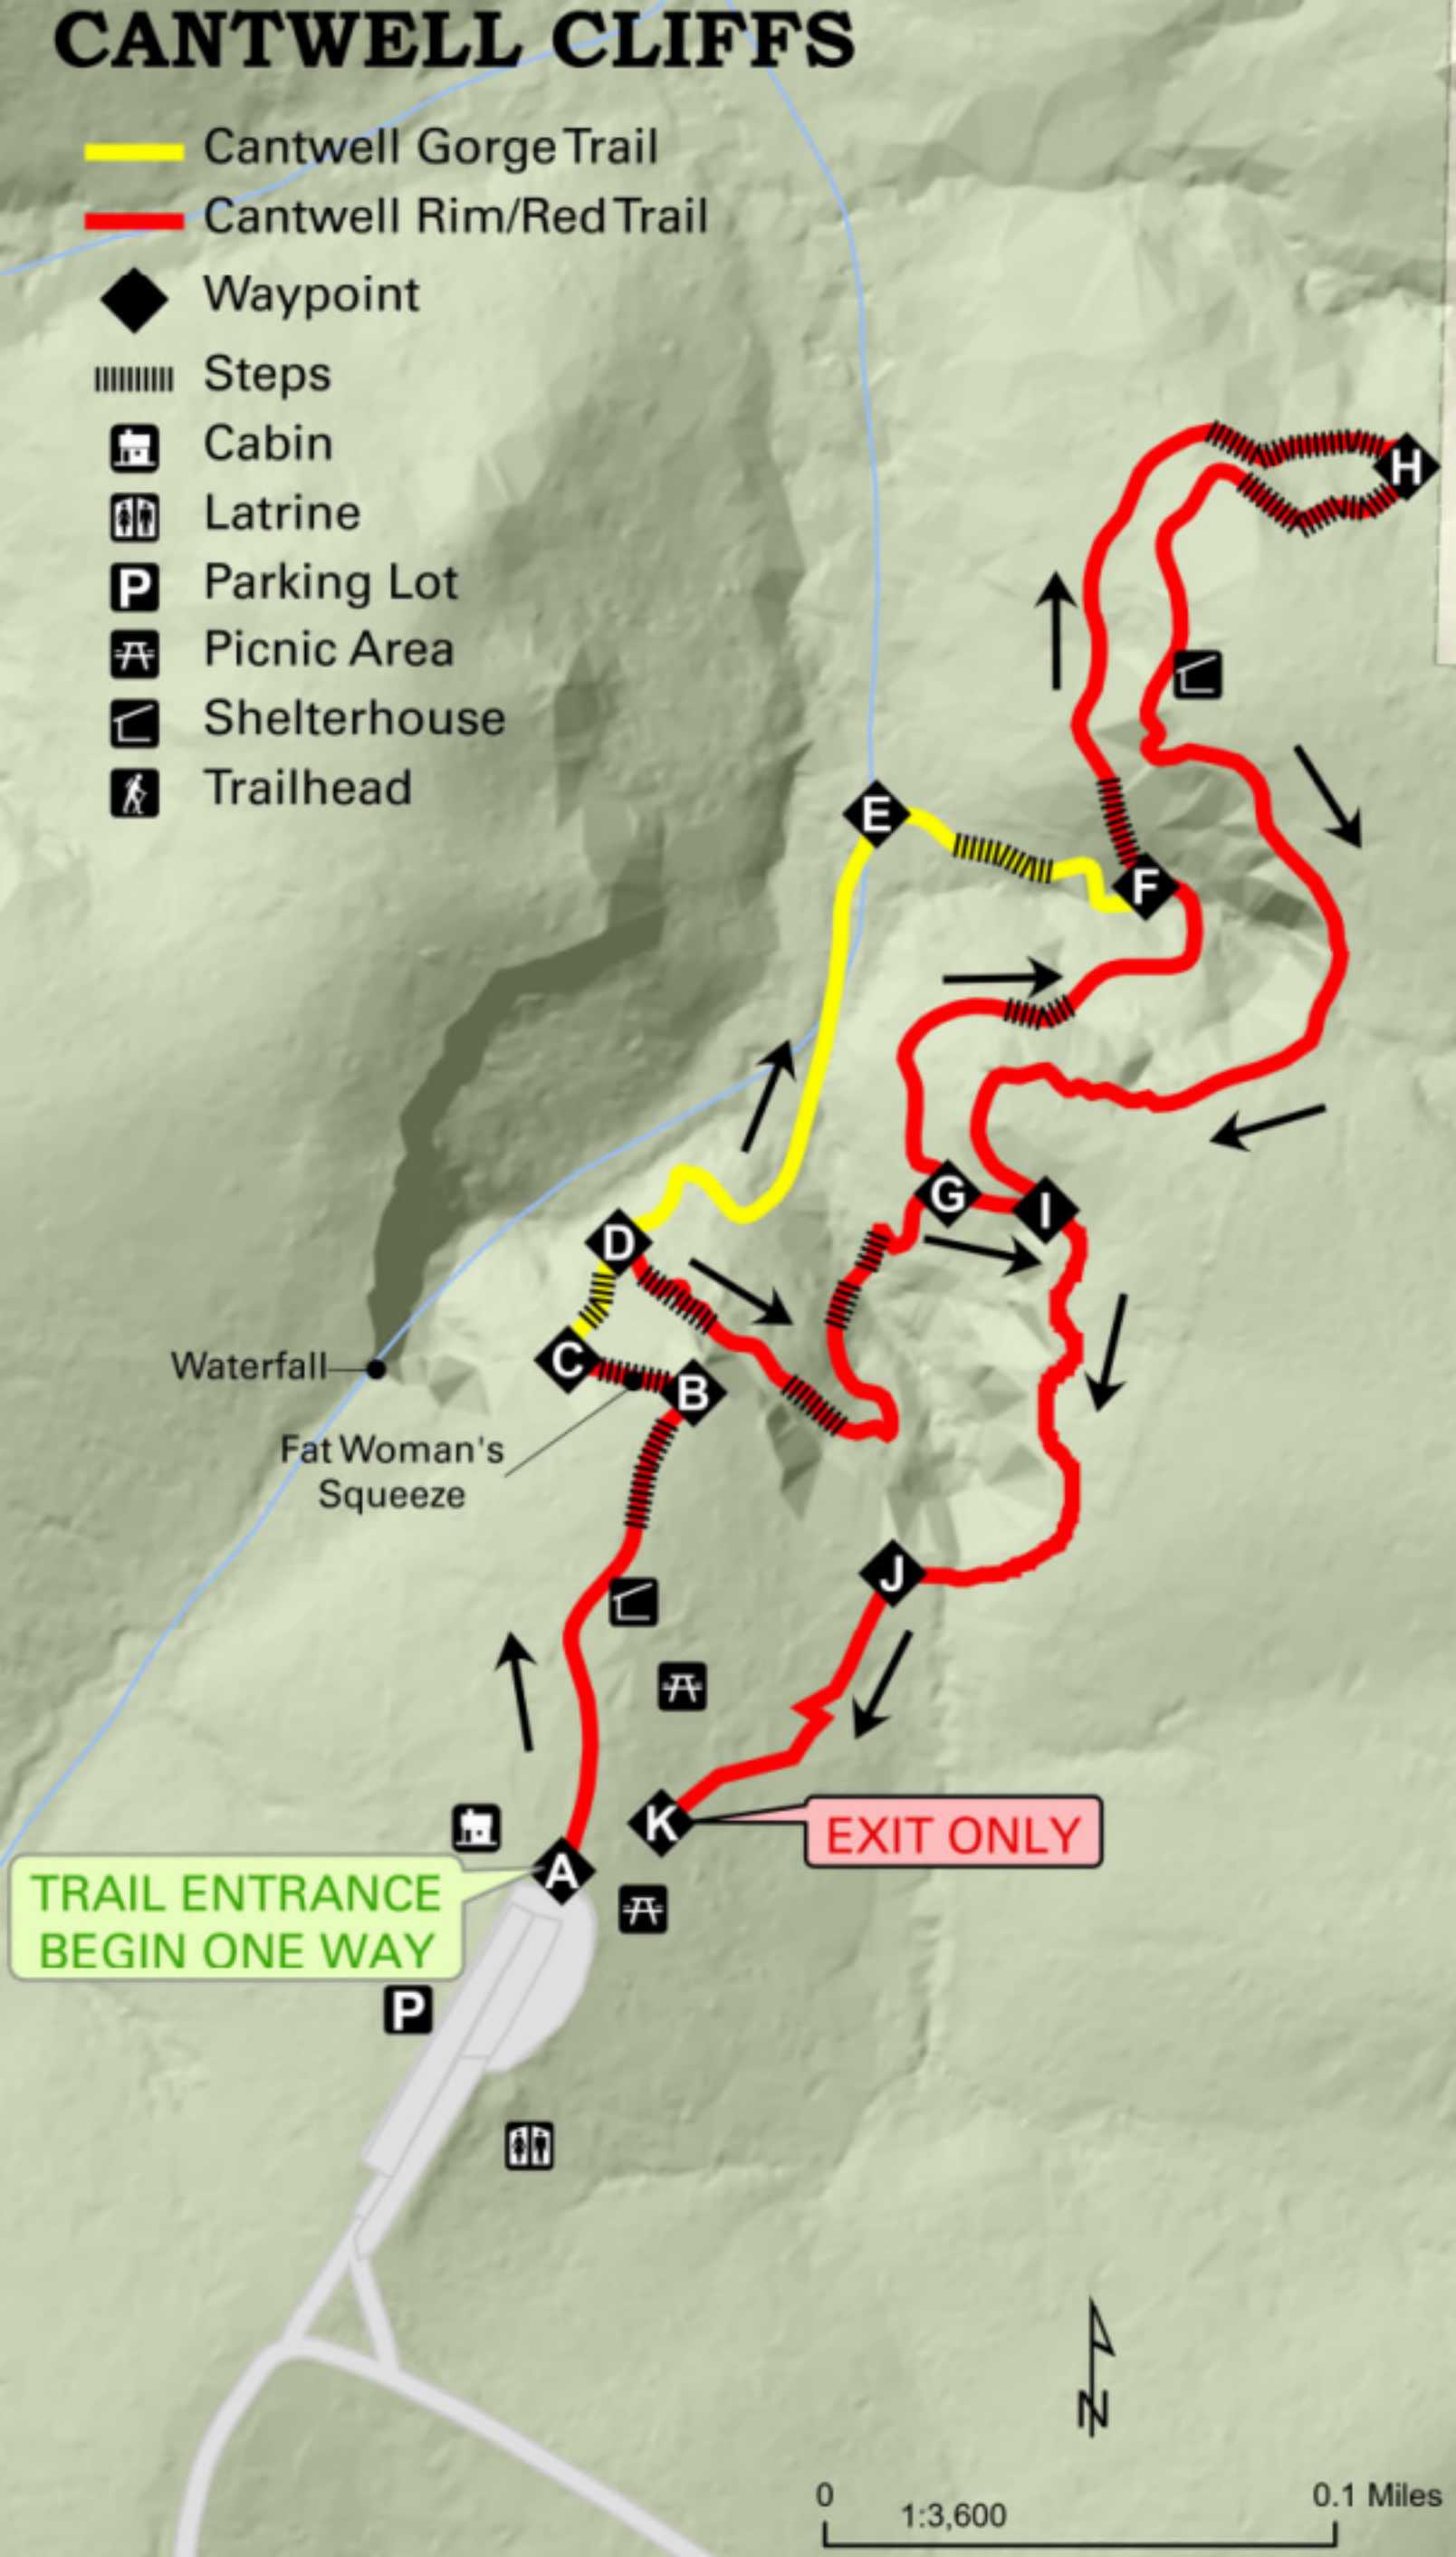 CANTWELL CLIFFS
Cantwell Gorge Trail
Cantwell Rim/Red Trail
Waypoint
Steps
Cabin
Latrine
P Parking Lot
Picnic Area
Shelterhouse
Trailhead
H
E
F
G
I
D
C
B
Waterfall
Fat Woman's
Squeeze
J
K
EXIT ONLY
A
TRAIL ENTRANCE
BEGIN ONE WAY
P
N
0
0.1 Miles
1:3,600